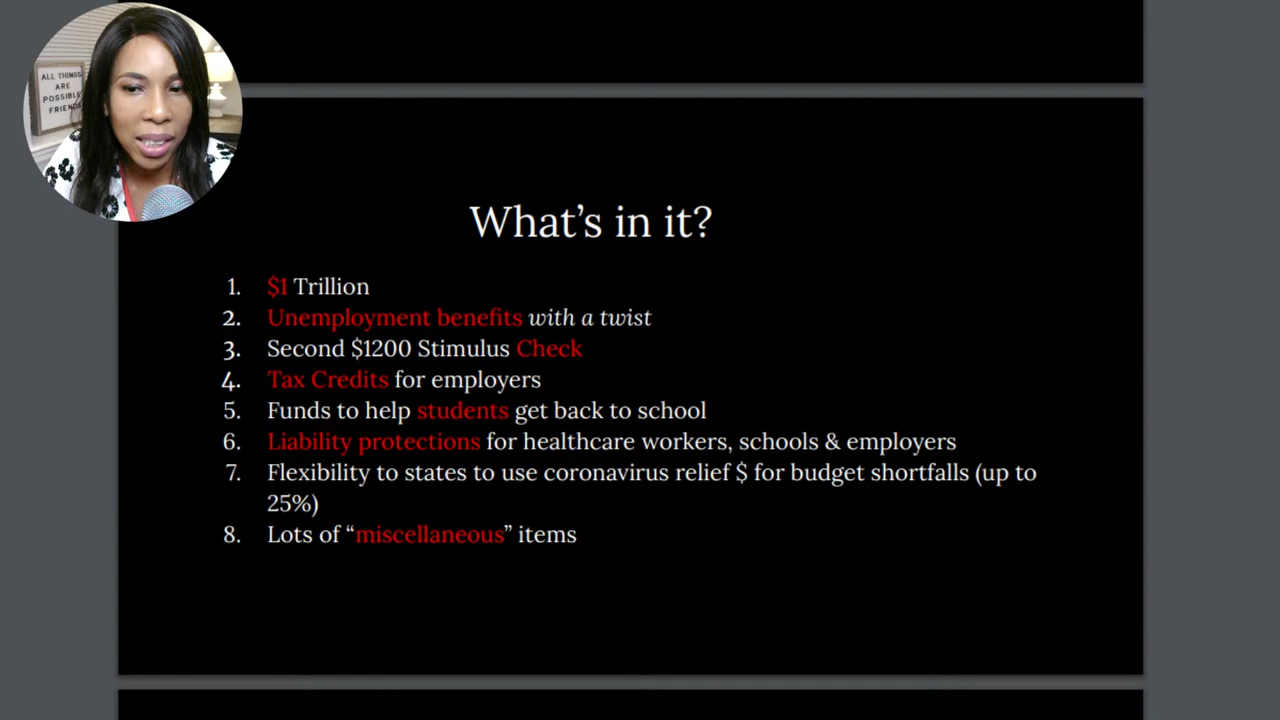 ALL THINGS
ARE
POSSIBLE
FRIEND
What's in it?
1. $1 Trillion
2. Unemployment benefits with a twist
3. Second $1200 Stimulus Check
4. Tax Credits for employers
5. Funds to help students get back to school
6. Liability protections for healthcare workers, schools & employers
7. Flexibility to states to use coronavirus relief $ for budget shortfalls (up to
25%)
8. Lots of “miscellaneous” items